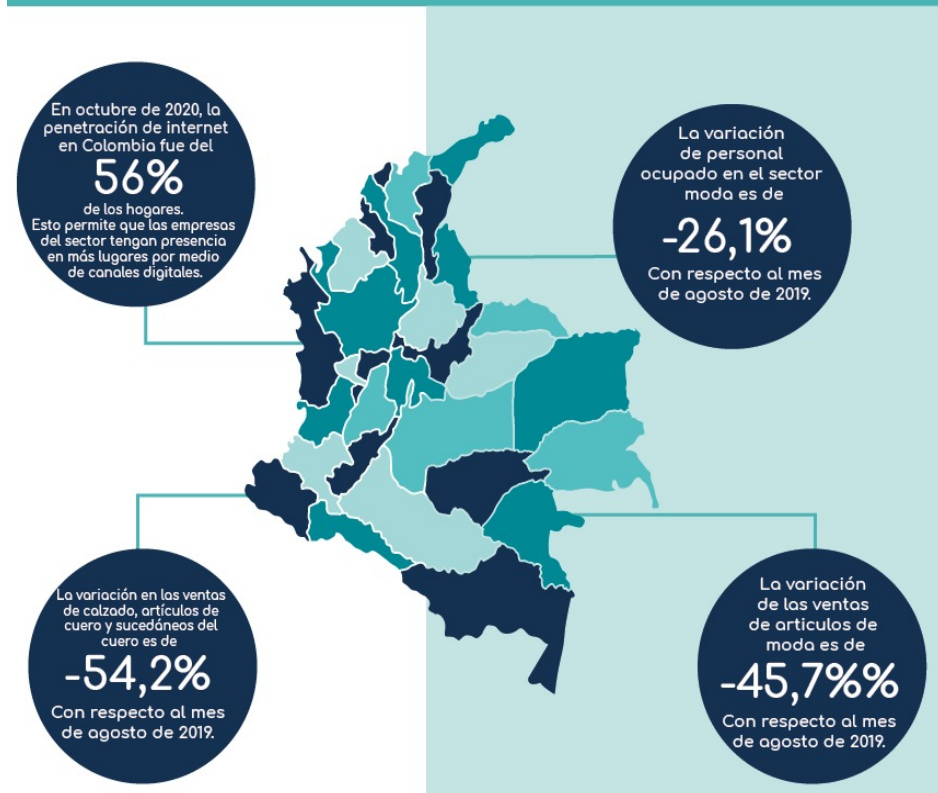 En octubre de 2020, la
penetración de internet
en Colombia fue del
56%
de los hogares.
Esto permite que las empresas
del sector tengan presencia
en más lugares por medio
de canales digitales.
La variación
de personal
ocupado en el sector
moda es de
-26,1%
Con respecto al mes
de agosto de 2019.
La variación en las ventas
de calzado, artículos de
cuero y sucedáneos del
cuero es de
-54,2%
Con respecto al mes
de agosto de 2019.
La variación
de las ventas
de articulos de
moda es de
-45,7%%
Con respecto al mes
de agosto de 2019.